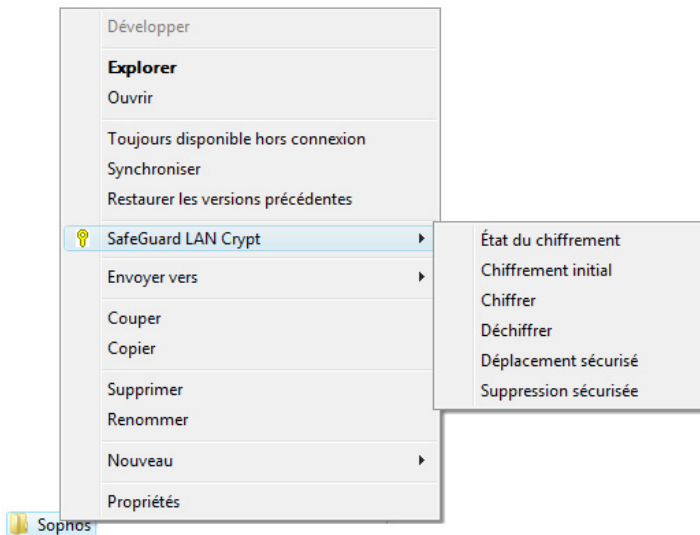 Développer
Explorer
Ouvrir
Toujours disponible hors connexion
Synchroniser
Restaurer les versions précédentes
SafeGuard LAN Crypt
État du chiffrement
Chiffrement initial
Chiffrer
Déchiffrer
Déplacement sécurisé
Suppression sécurisée
Envoyer vers
Couper
Copier
Supprimer
Renommer
Nouveau
Propriétés
Sophos